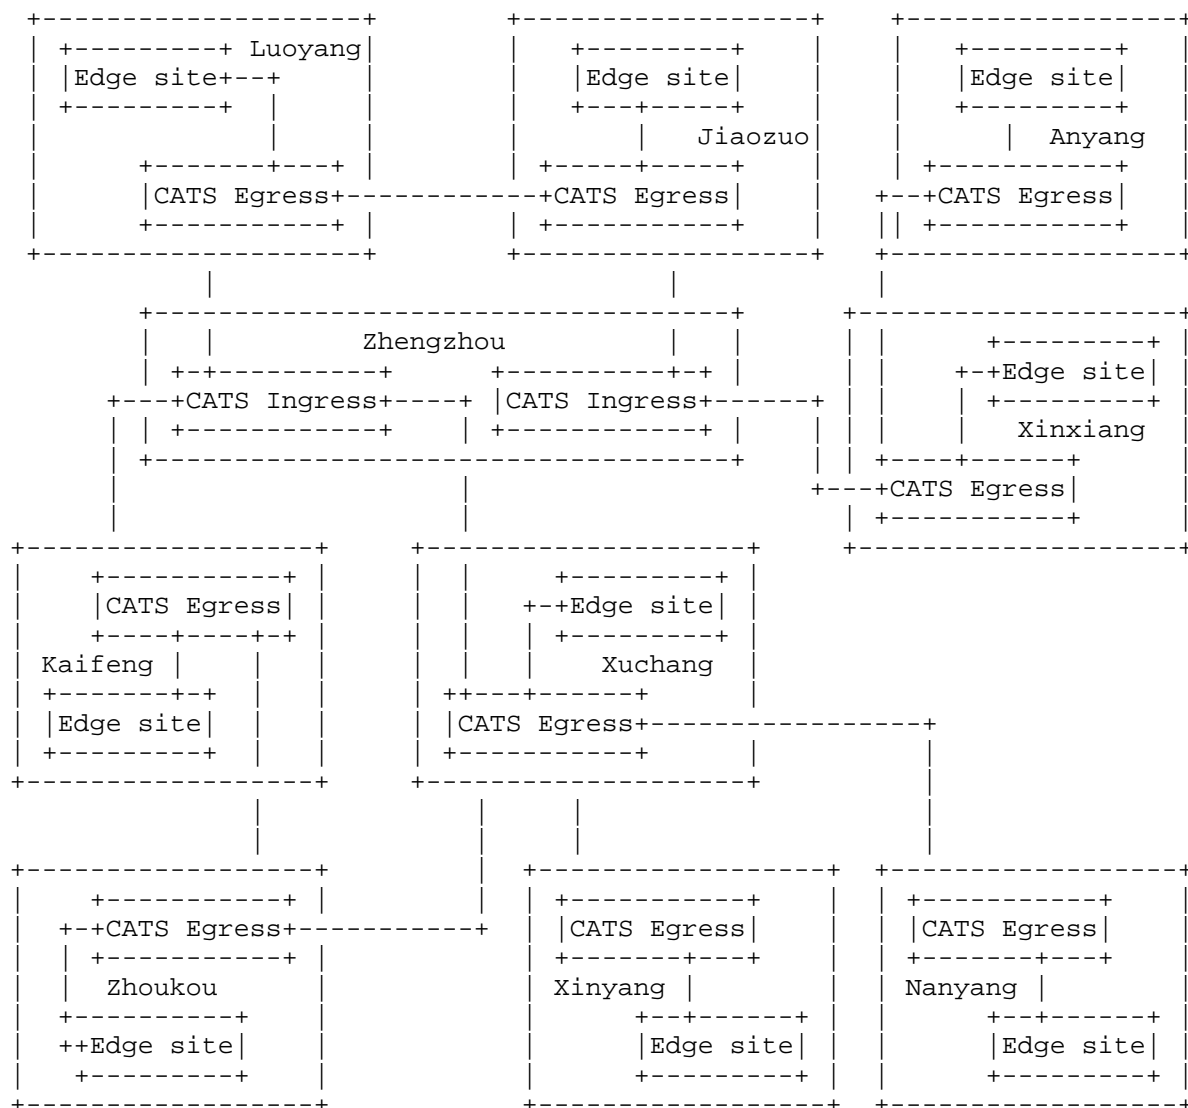 Luoyang
Edge site Edge site Edge site
Jiaozuo Anyang
CATS Egress CATS Egress CATS Egress
Zhengzhou
Edge site
CATS Ingress CATS Ingress
Xinxiang
CATS Egress
CATS Egress Edge site
Kaifeng Xuchang
Edge site CATS Egress
CATS Egress CATS Egress CATS Egress
Zhoukou Xinyang Nanyang
Edge site Edge site Edge site